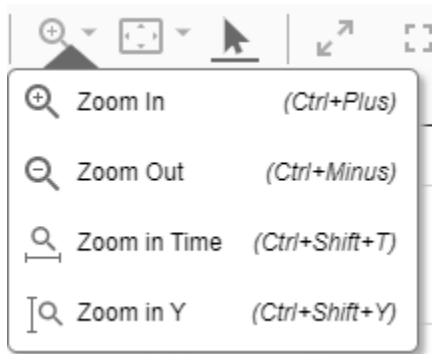 Zoom In (Ctrl+Plus)
Zoom Out (Ctrl+Minus)
Zoom in Time (Ctrl+Shift+T)
Zoom in Y (Ctrl+Shift+Y)